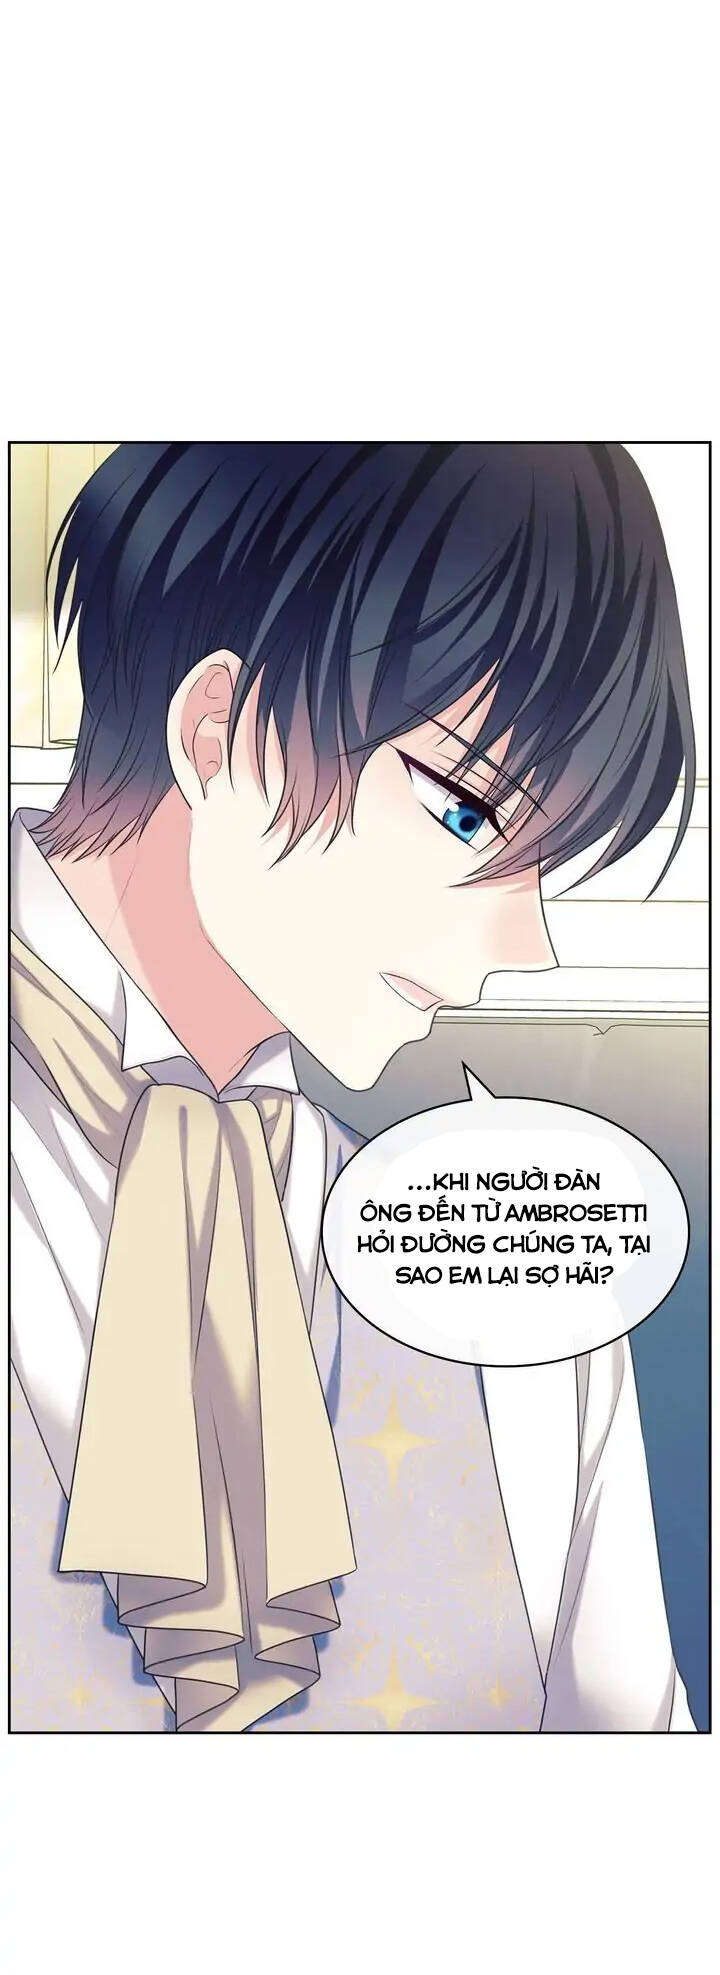 ...KHI NGƯỜI ĐÀN
ÔNG ĐẾN TỪ AMBROSETTI
HỎI ĐƯỜNG CHÚNG TA, TẠI
SAO EM LẠI SỢ HÃI?